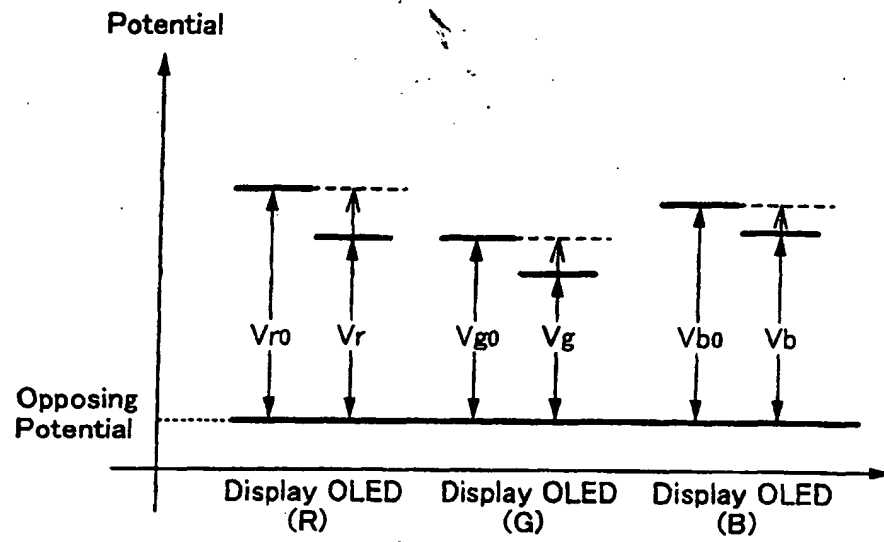 Potential
Vr0
Vr
Vg0
Vg
Vb0
Vb
Opposing
Potential
Display OLED
(R)
Display OLED
(G)
Display OLED
(B)